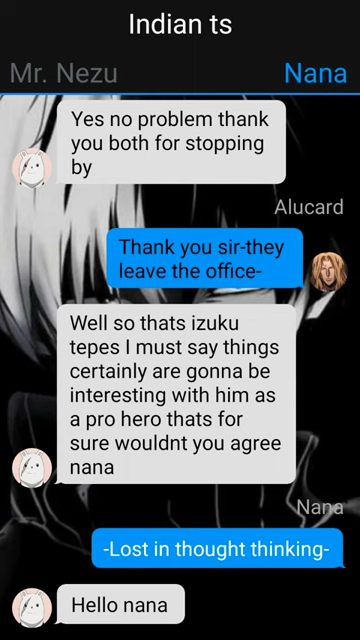 Indian ts
Mr. Nezu
Nana
Yes no problem thank
you both for stopping
by
Alucard
Thank you sir-they
leave the office-
Well so thats izuku
tepes I must say things
certainly are gonna be
interesting with him as
a pro hero thats for
sure wouldnt you agree
nana
Nana
-Lost in thought thinking-
Hello nana